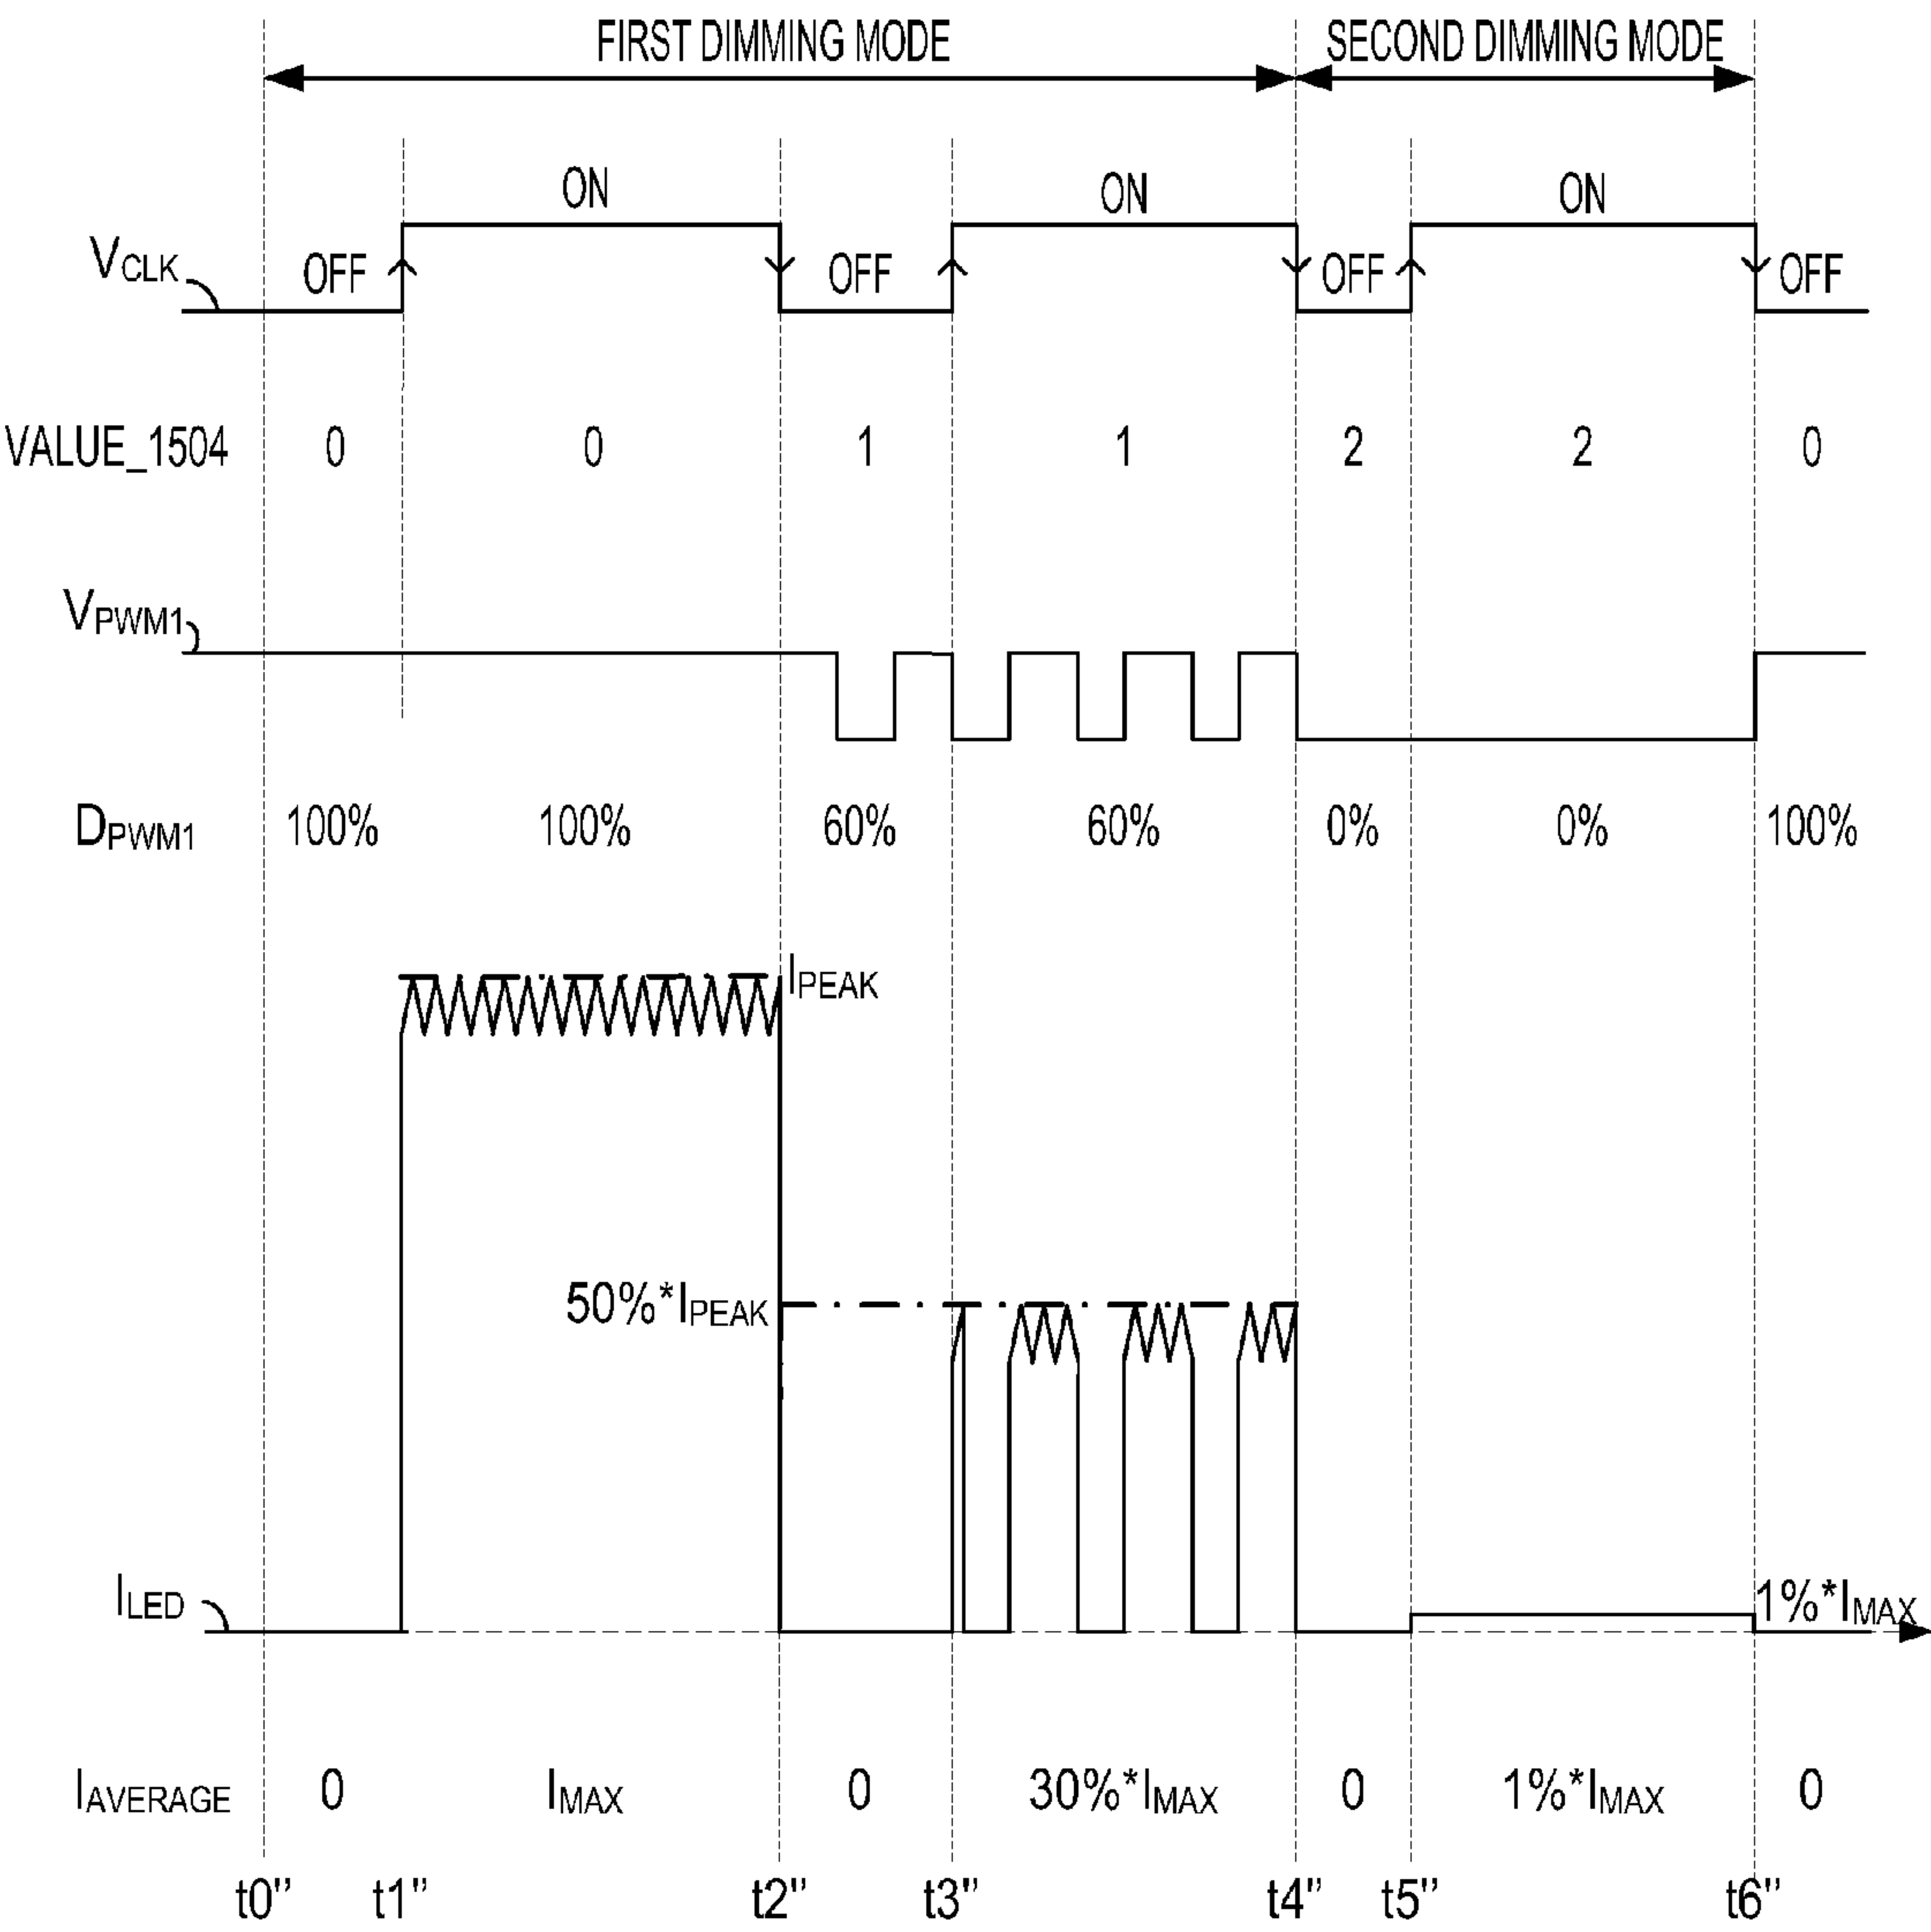 FIRST DIMMING MODE SECOND DIMMING MODE
ON ON ON
VCLK OFF OFF OFF OFF
VALUE_1504 0 0 1 1 2 2 0
VPWM1
DPWM1 100% 100% 60% 60% 0% 0% 100%
IPEAK
50%*IPEAK
ILED 1%*IMAX
IAVERAGE 0 IMAX 0 30%*IMAX 0 1%*IMAX 0
t0" t1" t2" t3" t4" t5" t6"